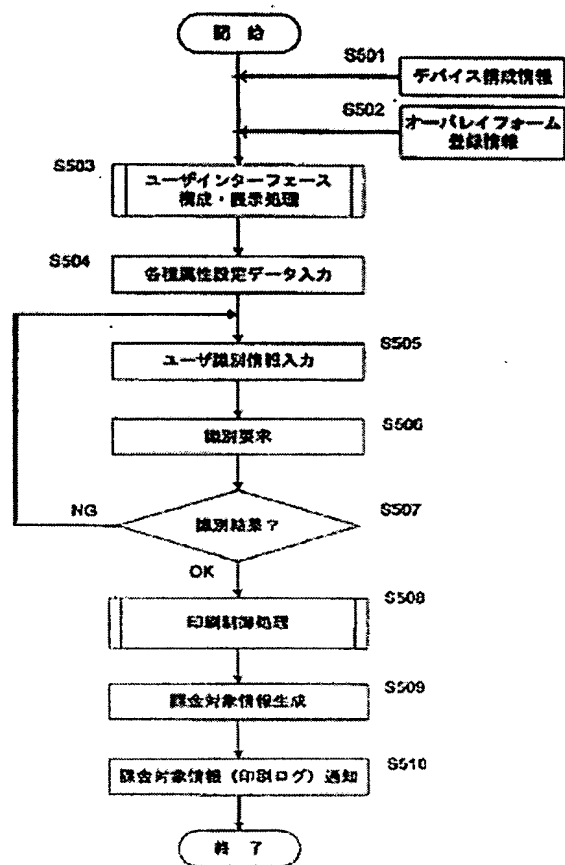 開始
S501
デバイス構成情報
S502
オーバレイフォーム
登録情報
S503
ユーザインターフェース
構成・表示処理
S504
各種属性設定データ入力
S505
ユーザ識別情報入力
S506
識別要求
S507
NG
識別結果？
OK
S508
印刷制御処理
S509
課金対象情報生成
S510
課金対象情報（印刷ログ）通知
終了